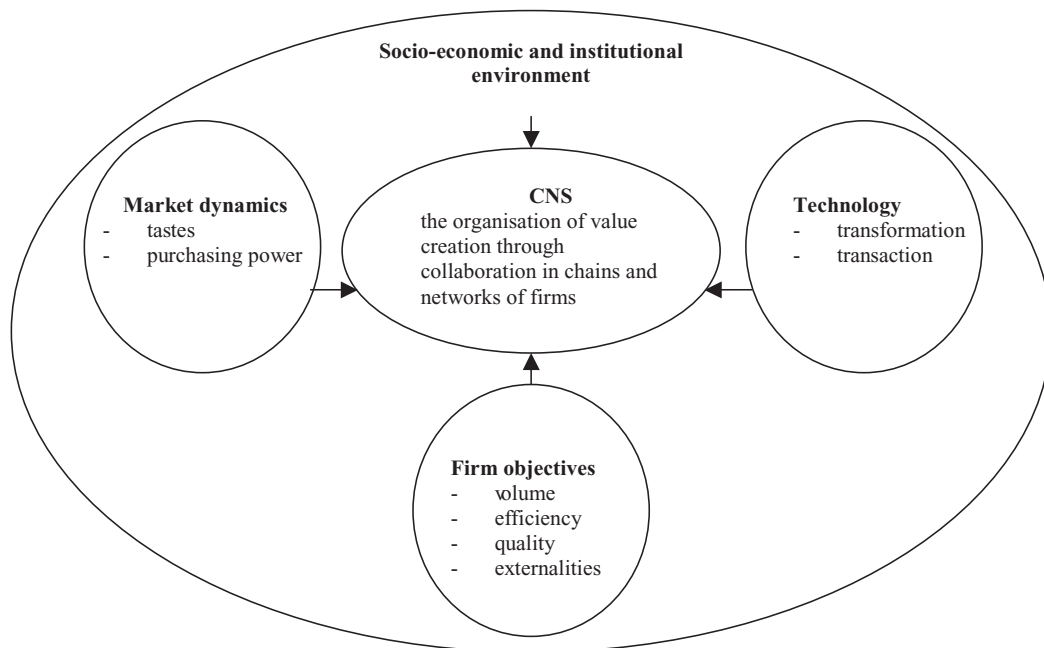 Socio-economic and institutional
environment
Market dynamics
- tastes
- purchasing power
CNS
the organisation of value
creation through
collaboration in chains and
networks of firms
Technology
- transformation
- transaction
Firm objectives
- volume
- efficiency
- quality
- externalities